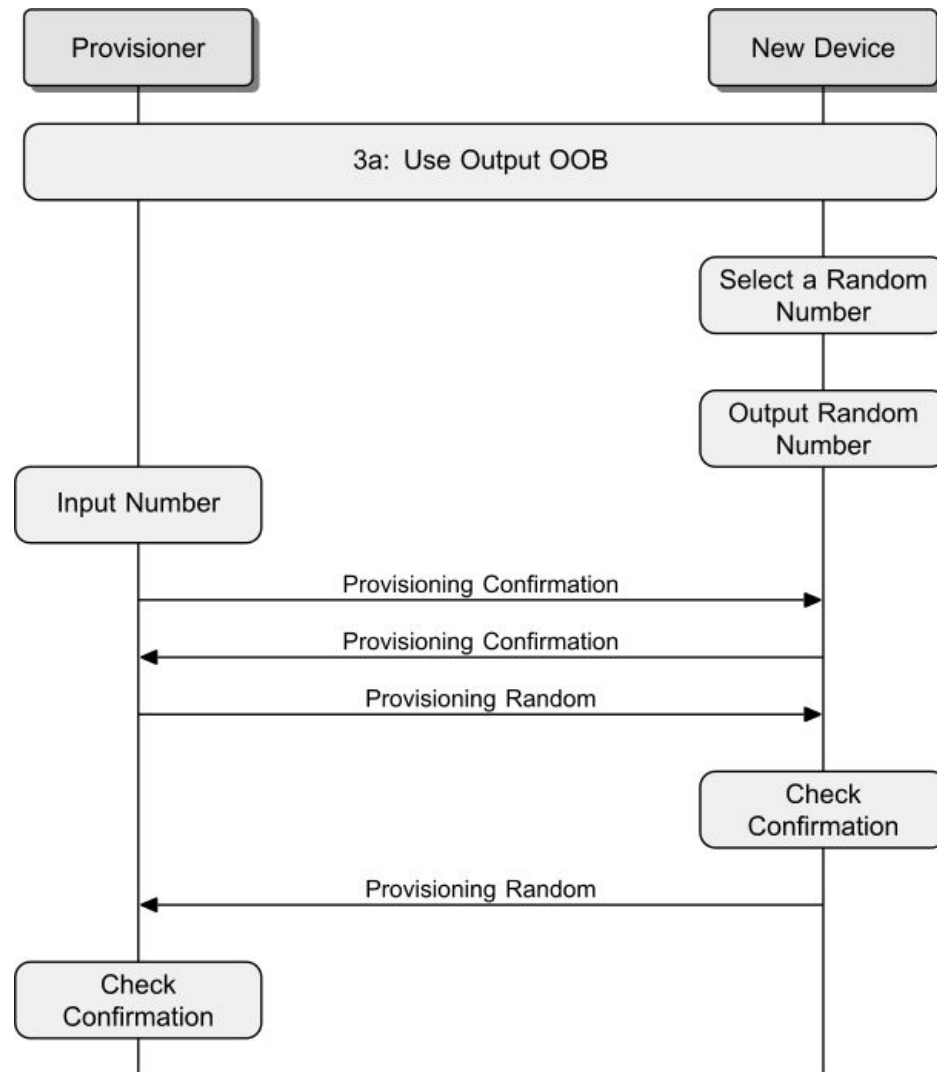 Provisioner
New Device
3a: Use Output OOB
Select a Random
Number
Output Random
Number
Input Number
Provisioning Confirmation
Provisioning Confirmation
Provisioning Random
Check
Confirmation
Provisioning Random
Check
Confirmation